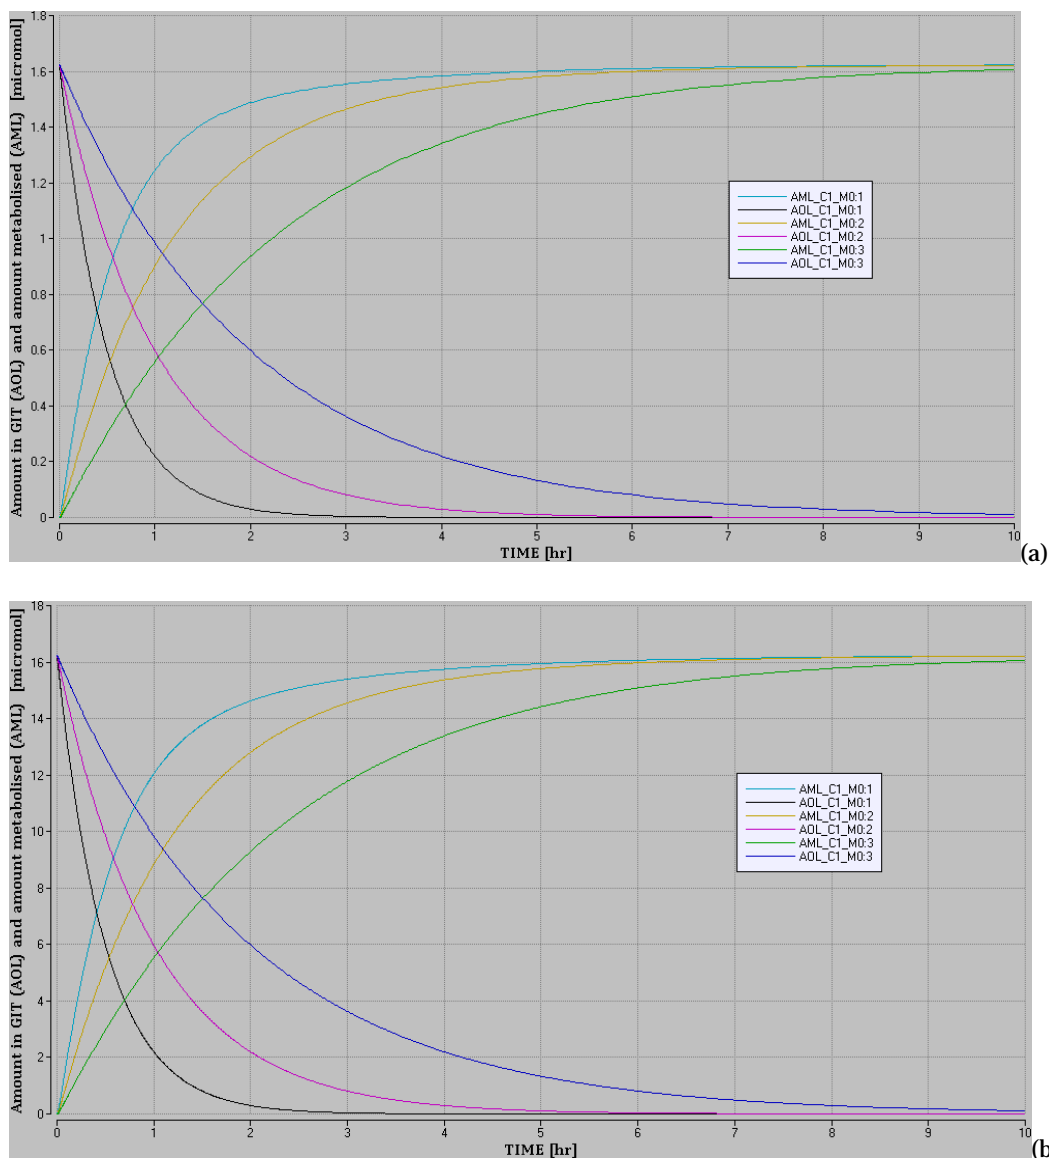 Amount in GIT (AOL) and amount metabolised (AML) [micromol]
1.8
1.6
1.4
1.2
1
0.8
0.6
0.4
0.2
0
AML_C1_M0:1
AOL_C1_M0:1
AML_C1_M0:2
AOL_C1_M0:2
AML_C1_M0:3
AOL_C1_M0:3
0 1 2 3 4 5 6 7 8 9 10
TIME [hr]
(a)
Amount in GIT (AOL) and amount metabolised (AML) [micromol]
18
16
14
12
10
8
6
4
2
0
AML_C1_M0:1
AOL_C1_M0:1
AML_C1_M0:2
AOL_C1_M0:2
AML_C1_M0:3
AOL_C1_M0:3
0 1 2 3 4 5 6 7 8 9 10
TIME [hr]
(b